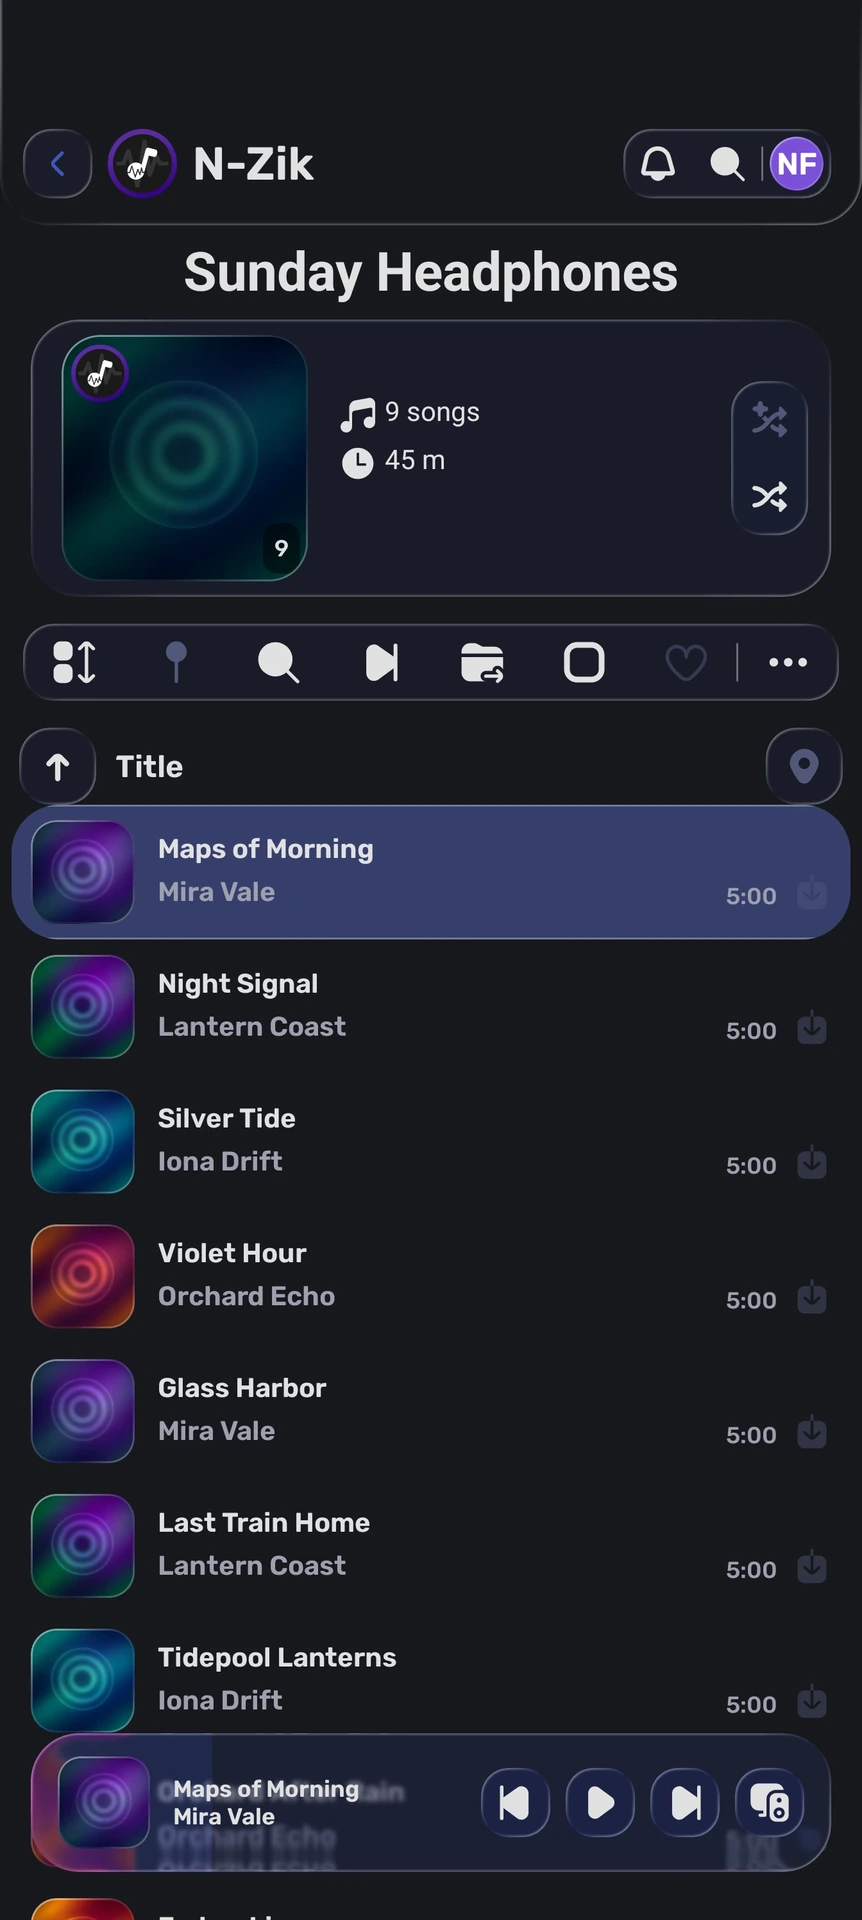 N-Zik
NF
Sunday Headphones
9 songs
45 m
9
Title
Maps of Morning
Mira Vale
5:00
Night Signal
Lantern Coast
5:00
Silver Tide
Iona Drift
5:00
Violet Hour
Orchard Echo
5:00
Glass Harbor
Mira Vale
5:00
Last Train Home
Lantern Coast
5:00
Tidepool Lanterns
Iona Drift
5:00
Maps of Morning
Mira Vale
Orchard Echo